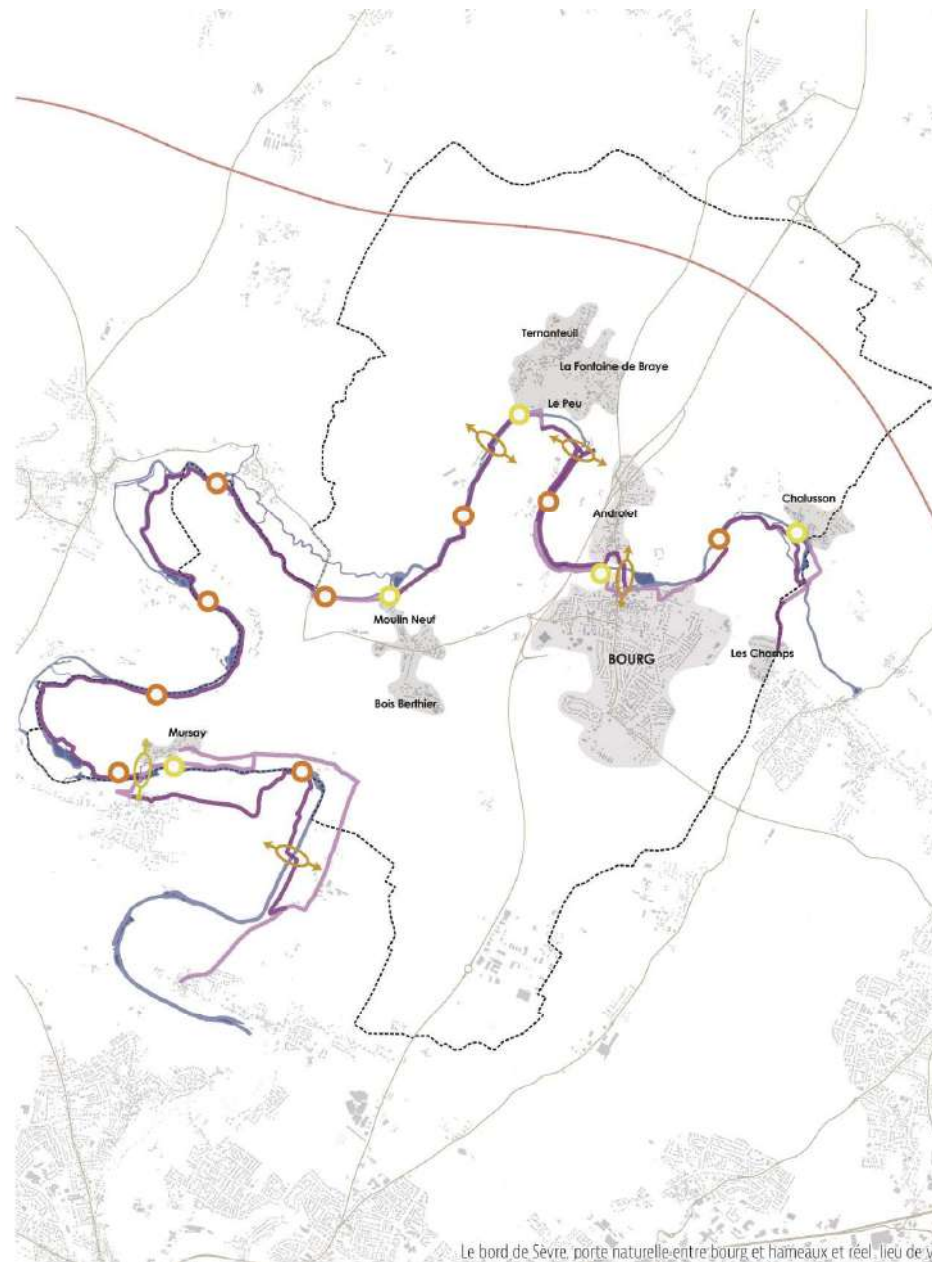 Ternanteuil
La Fontaine de Braye
Le Peu
Chalusson
Androlet
Moulin Neuf
BOURG
Les Champs
Bois Berthier
Mursay
Le bord de Sèvre, porte naturelle entre bourg et hameaux et réel lieu de v